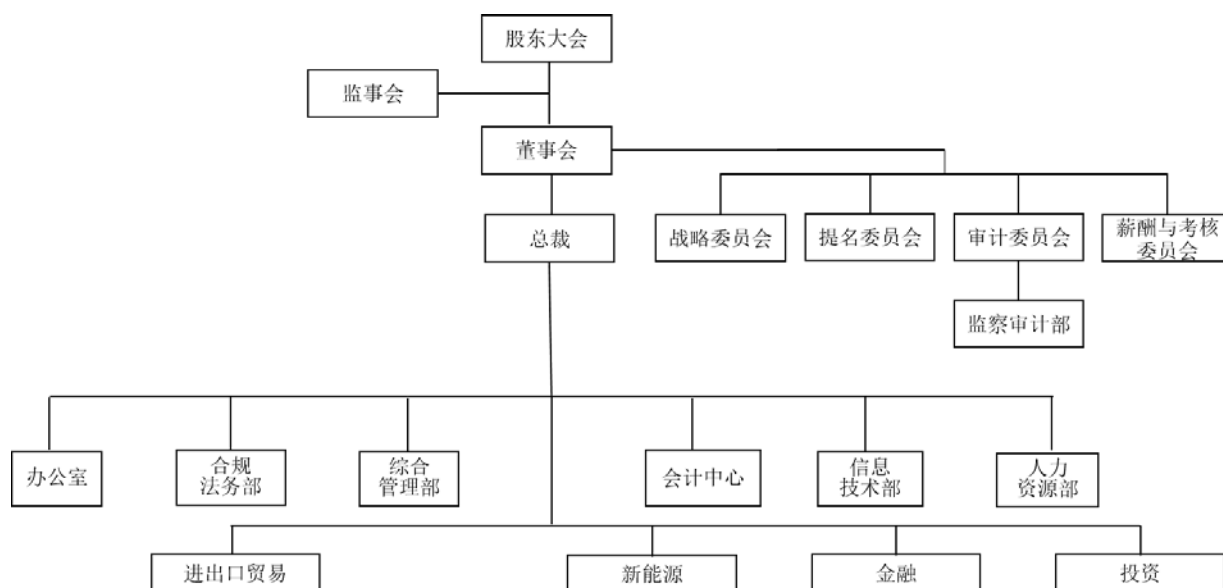 股东大会
监事会
董事会
总裁
战略委员会
提名委员会
审计委员会
薪酬与考核
委员会
监察审计部
办公室
合规
法务部
综合
管理部
会计中心
信息
技术部
人力
资源部
进出口贸易
新能源
金融
投资